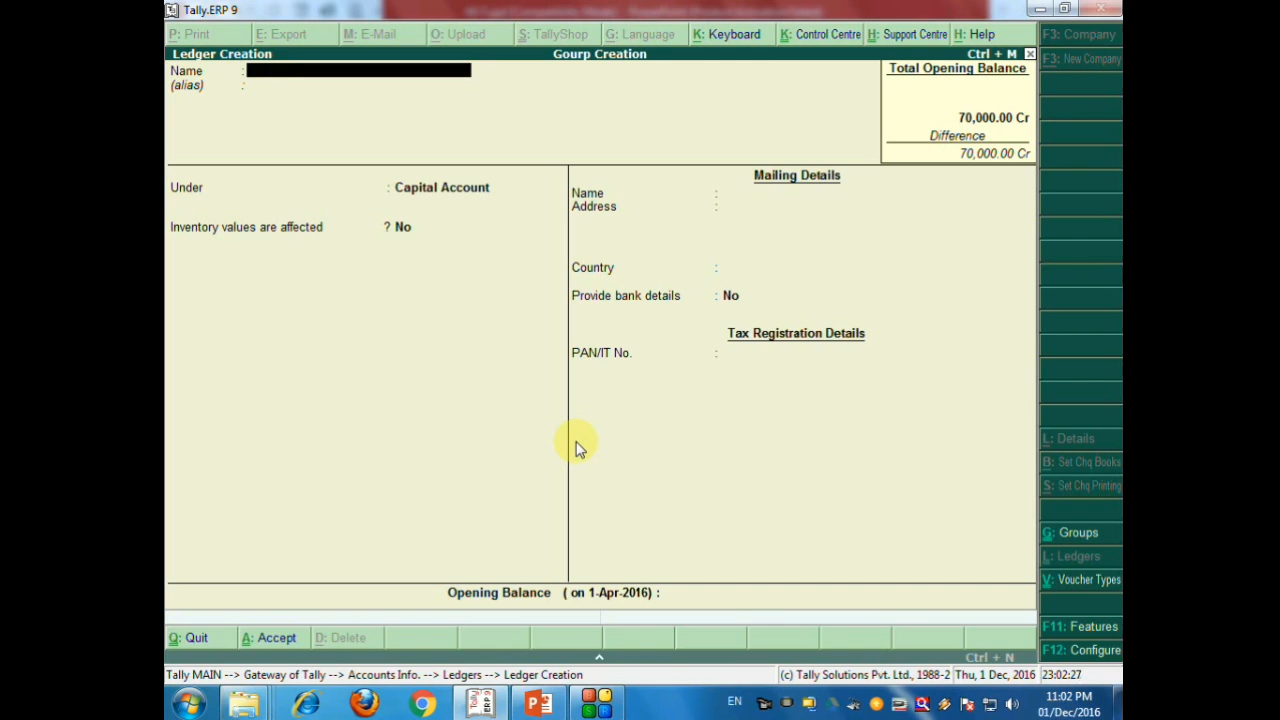 Tally.ERP 9
P: Print E: Export M: E-Mail O: Upload S: TallyShop G: Language K: Keyboard K: Control Centre H: Support Centre H: Help F3: Company
Ledger Creation Gourp Creation Ctrl + M
F3: New Company
Name :
(alias) :
Total Opening Balance
70,000.00 Cr
Difference
70,000.00 Cr
Under : Capital Account
Inventory values are affected ? No
Mailing Details
Name :
Address :
Country :
Provide bank details : No
Tax Registration Details
PAN/IT No. :
L: Details
B: Set Chq Books
S: Set Chq Printing
G: Groups
L: Ledgers
V: Voucher Types
F11: Features
F12: Configure
Opening Balance ( on 1-Apr-2016) :
Q: Quit A: Accept D: Delete
Ctrl + N
Tally MAIN --> Gateway of Tally --> Accounts Info. --> Ledgers --> Ledger Creation (c) Tally Solutions Pvt. Ltd., 1988-2 Thu, 1 Dec, 2016 23:02:27
EN 11:02 PM
01/Dec/2016